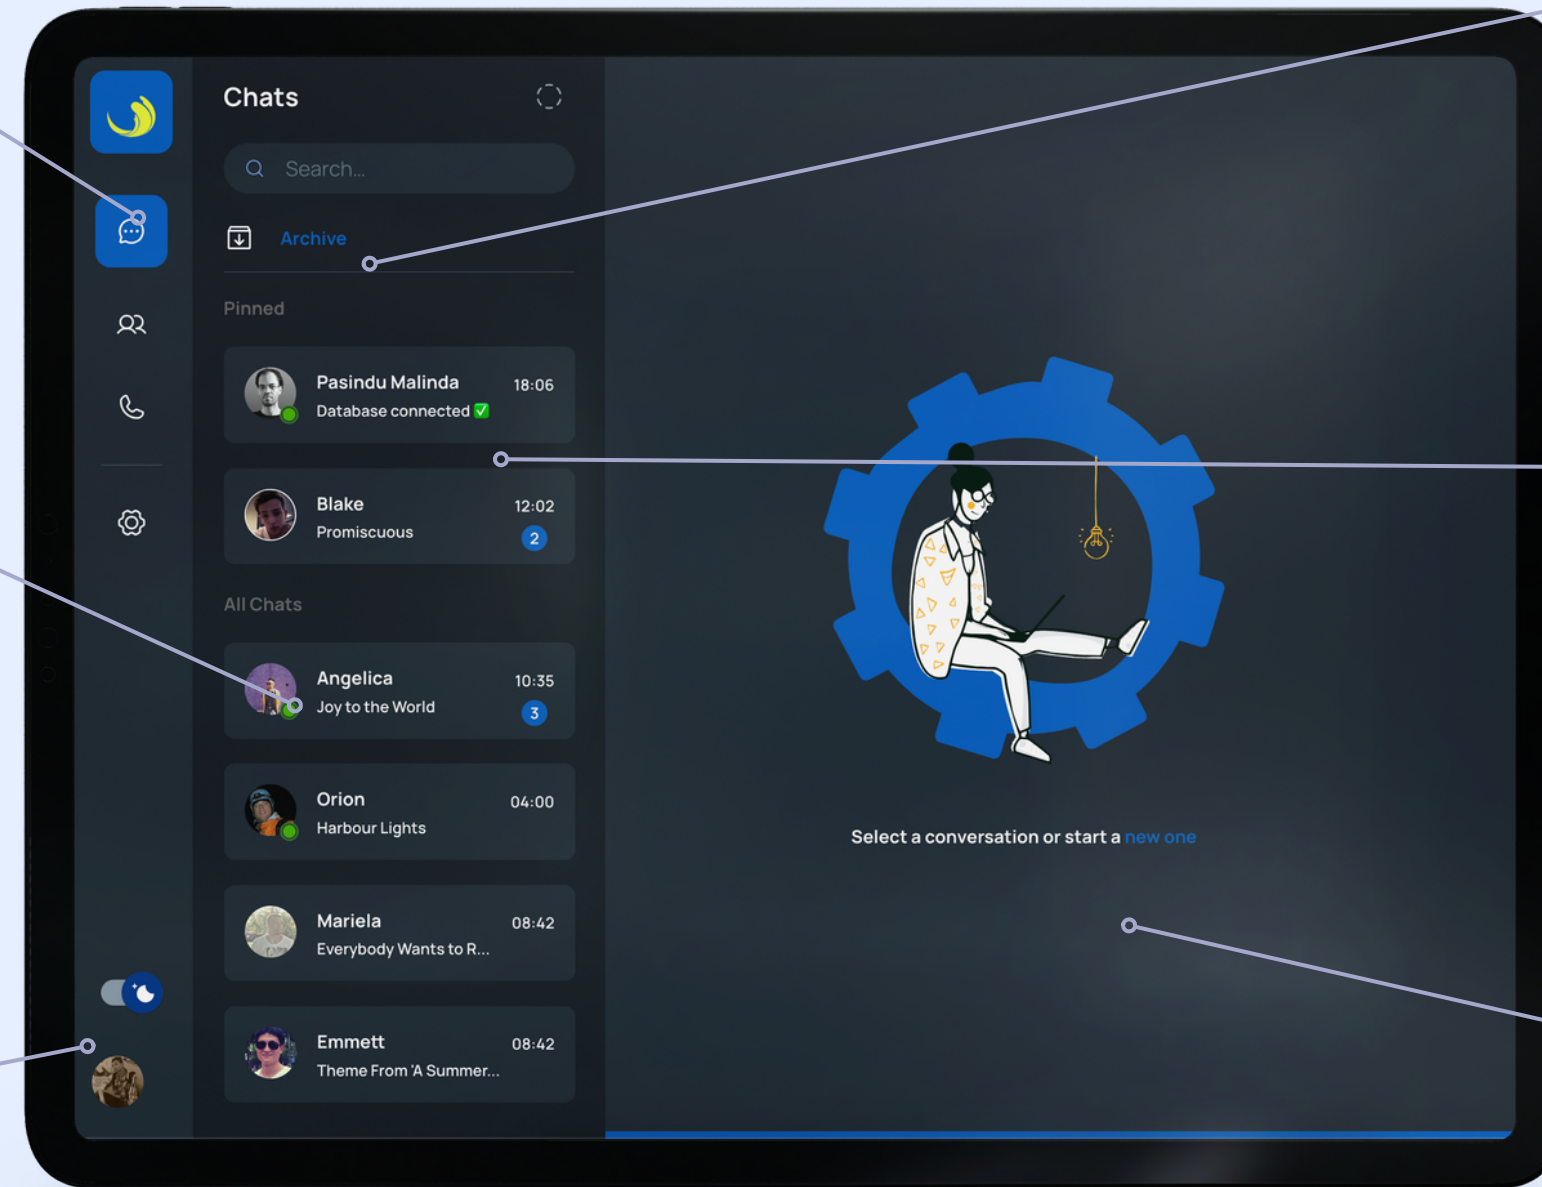 Chats
Search...
Archive
Pinned
Pasindu Malinda 18:06
Database connected ✅
Blake 12:02
Promiscuous 2
All Chats
Angelica 10:35
Joy to the World 3
Orion 04:00
Harbour Lights
Mariela 08:42
Everybody Wants to R...
Emmett 08:42
Theme From 'A Summer...
Select a conversation or start a new one